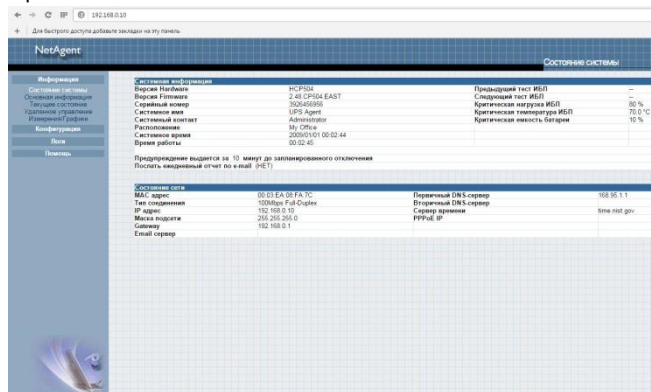 192.168.0.10
Для быстрого доступа добавьте закладки на эту панель.
NetAgent
Состояние системы
Информация
Состояние системы
Основная информация
Текущее состояние
Удаленное управление
Измерения/Графики
Конфигурация
Логи
Помощь
Системная информация
Версия Hardware HCP504 Предыдущий тест ИБП --
Версия Firmware 2.48.CP504.EAST Следующий тест ИБП --
Серийный номер 3926456956 Критическая нагрузка ИБП 80 %
Системное имя UPS Agent Критическая температура ИБП 70.0 °C
Системный контакт Administrator Критическая емкость батареи 10 %
Расположение My Office
Системное время 2009/01/01 00:02:44
Время работы 00:02:45
Предупреждение выдается за 10 минут до запланированного отключения
Послать ежедневный отчет по e-mail (НЕТ)
Состояние сети
MAC адрес 00:03:EA:08:FA:7C Первичный DNS-сервер 168.95.1.1
Тип соединения 100Mbps Full-Duplex Вторичный DNS-сервер
IP адрес 192.168.0.10 Сервер времени time.nist.gov
Маска подсети 255.255.255.0 PPPoE IP
Gateway 192.168.0.1
Email сервер